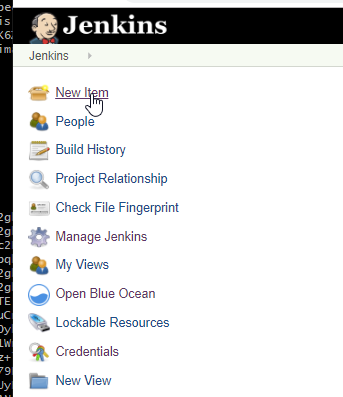 Jenkins
Jenkins
New Item
People
Build History
Project Relationship
Check File Fingerprint
Manage Jenkins
My Views
Open Blue Ocean
Lockable Resources
Credentials
New View